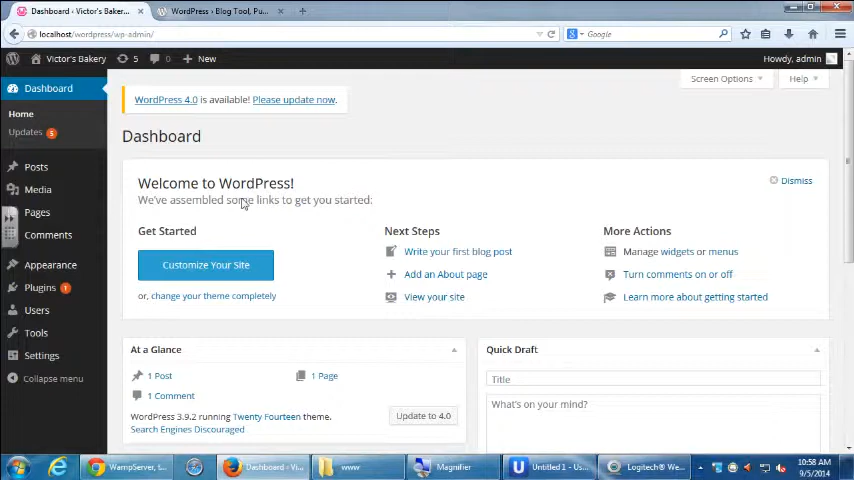 Dashboard ‹ Victor's Bakery...
WordPress › Blog Tool, Pu...
localhost/wordpress/wp-admin/
Google
Victor's Bakery
5
0
New
Howdy, admin
Dashboard
Home
Updates 5
Posts
Media
Pages
Comments
Appearance
Plugins 1
Users
Tools
Settings
Collapse menu
Screen Options
Help
WordPress 4.0 is available! Please update now.
Dashboard
Welcome to WordPress!
We've assembled some links to get you started:
Dismiss
Get Started
Customize Your Site
or, change your theme completely
Next Steps
Write your first blog post
Add an About page
View your site
More Actions
Manage widgets or menus
Turn comments on or off
Learn more about getting started
At a Glance
1 Post
1 Page
1 Comment
WordPress 3.9.2 running Twenty Fourteen theme.
Update to 4.0
Search Engines Discouraged
Quick Draft
Title
What's on your mind?
WampServer, t...
Dashboard ‹ Vi...
www
Magnifier
Untitled 1 - Us...
Logitech® We...
10:58 AM
9/5/2014